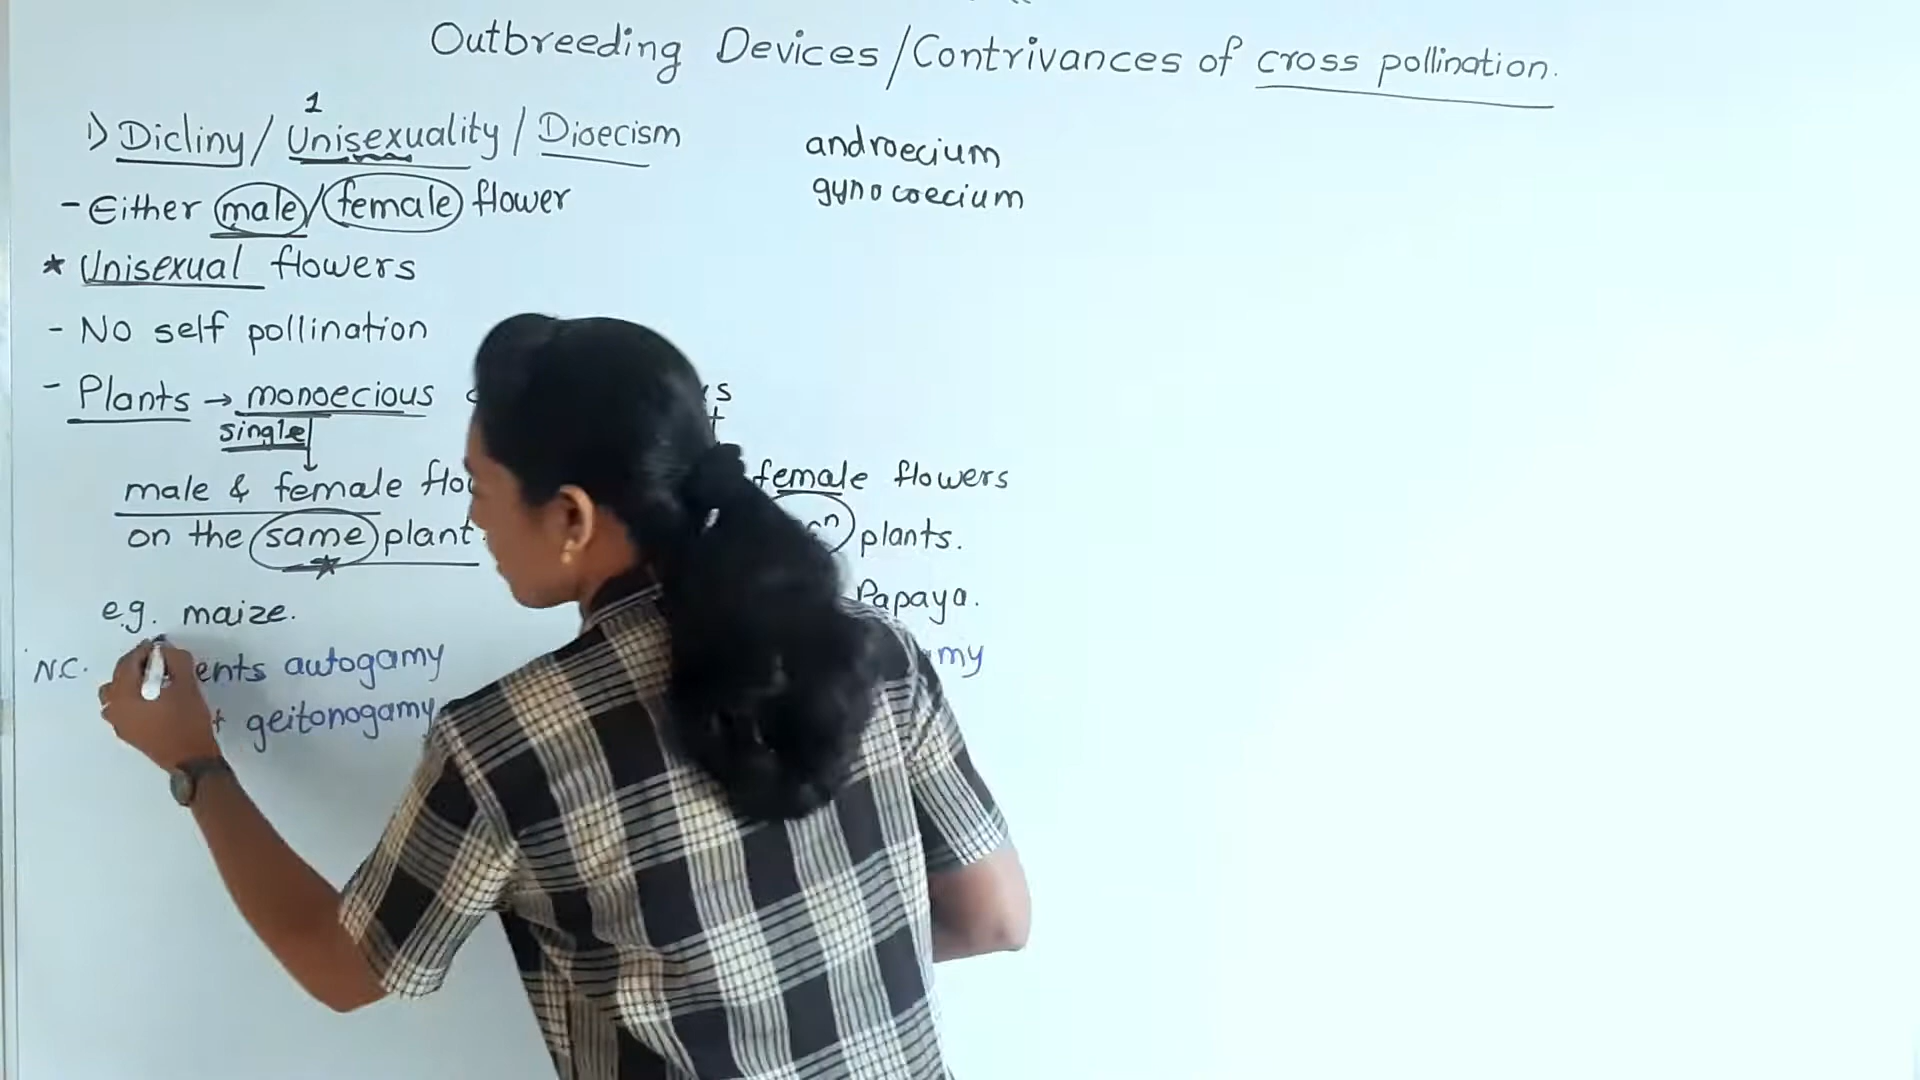 Outbreeding Devices/Contrivances of cross pollination.
1
1) Dicliny/Unisexuality/Dioecism
androecium
- Either male/female flower
gynocoecium
* Unisexual flowers
- No self pollination
- Plants → monoecious
single
male & female
female flowers
on the same plant
plants.
e.g. maize.
Papaya.
N.C.
autogamy
geitonogamy